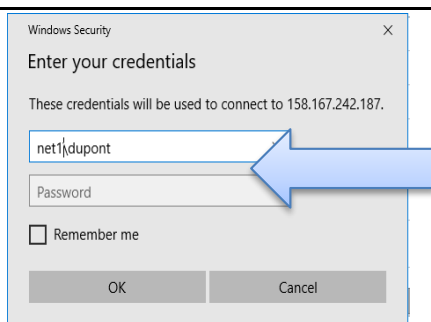 Windows Security
Enter your credentials
These credentials will be used to connect to 158.167.242.187.
net1\dupont
Password
Remember me
OK
Cancel